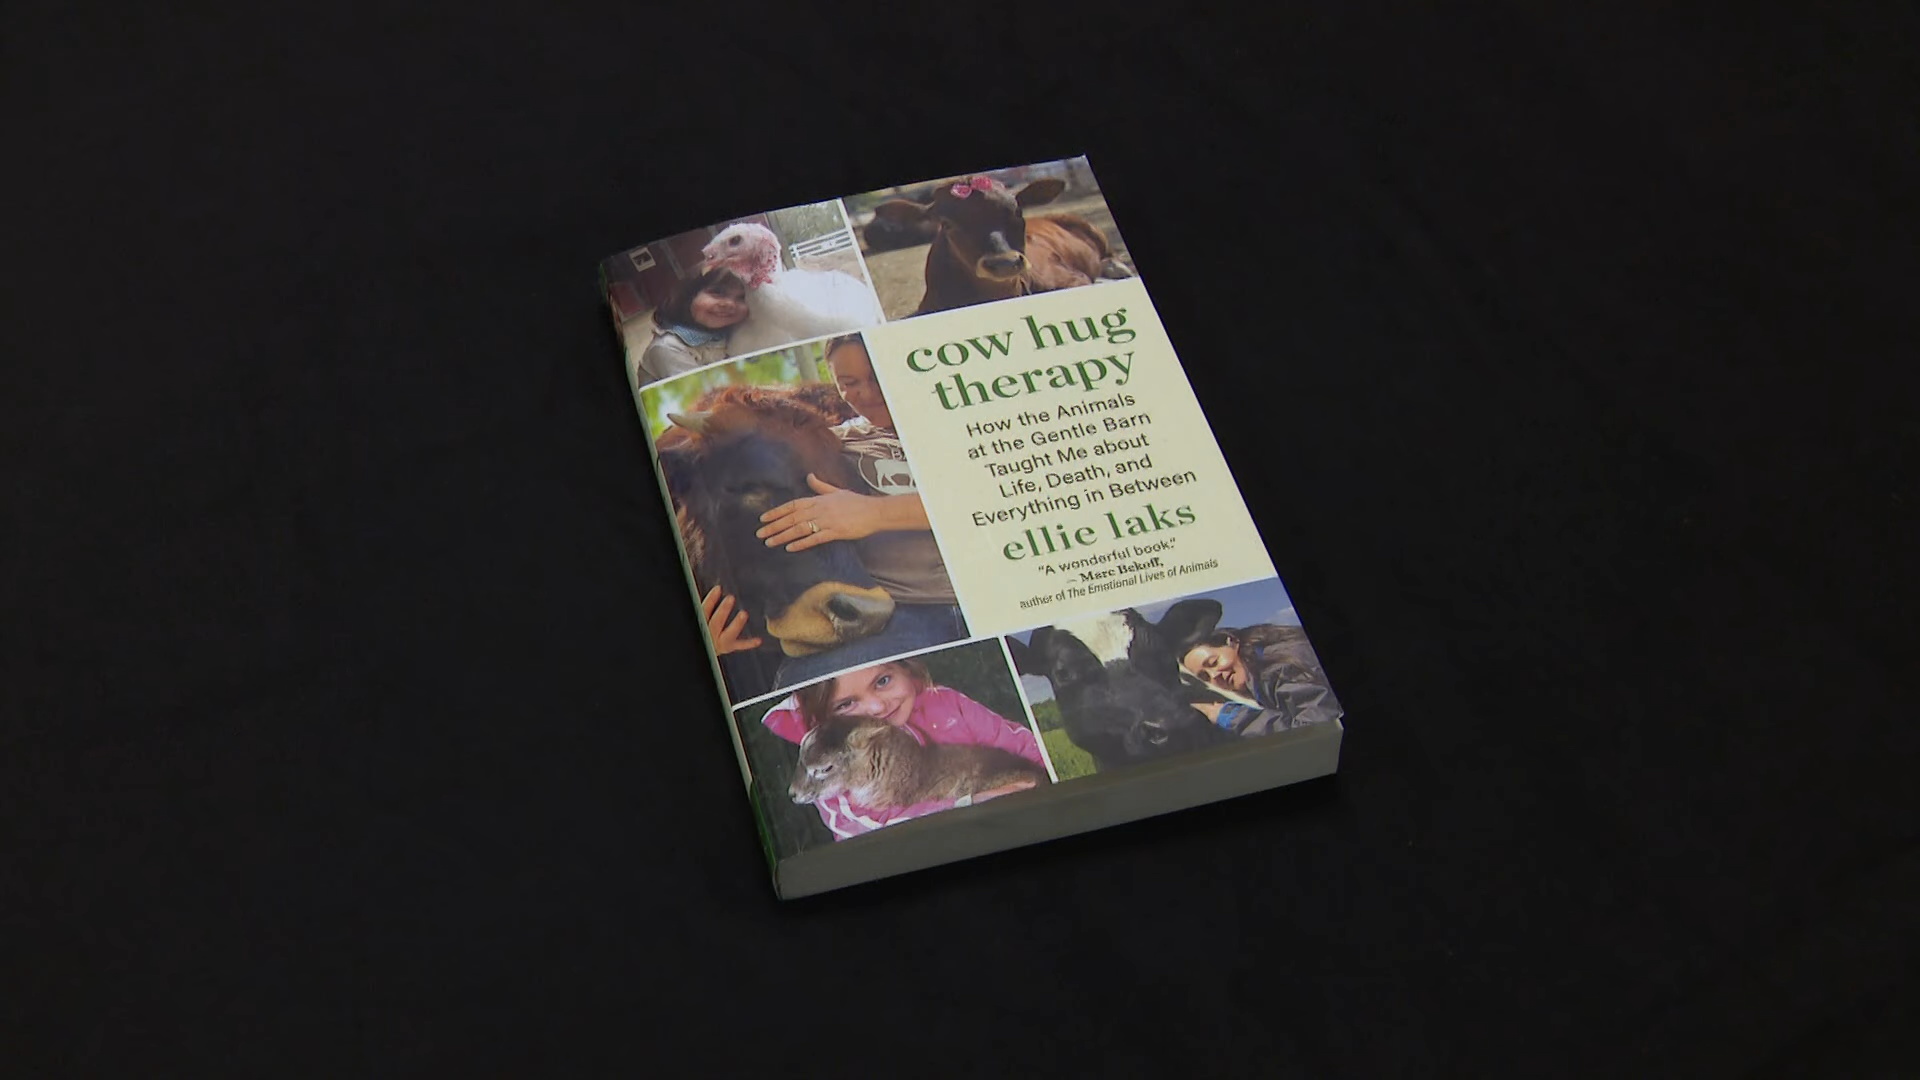 cow hug
therapy
How the Animals
at the Gentle Barn
Taught Me about
Life, Death, and
Everything in Between
ellie laks
"A wonderful book."
— Marc Bekoff,
author of The Emotional Lives of Animals